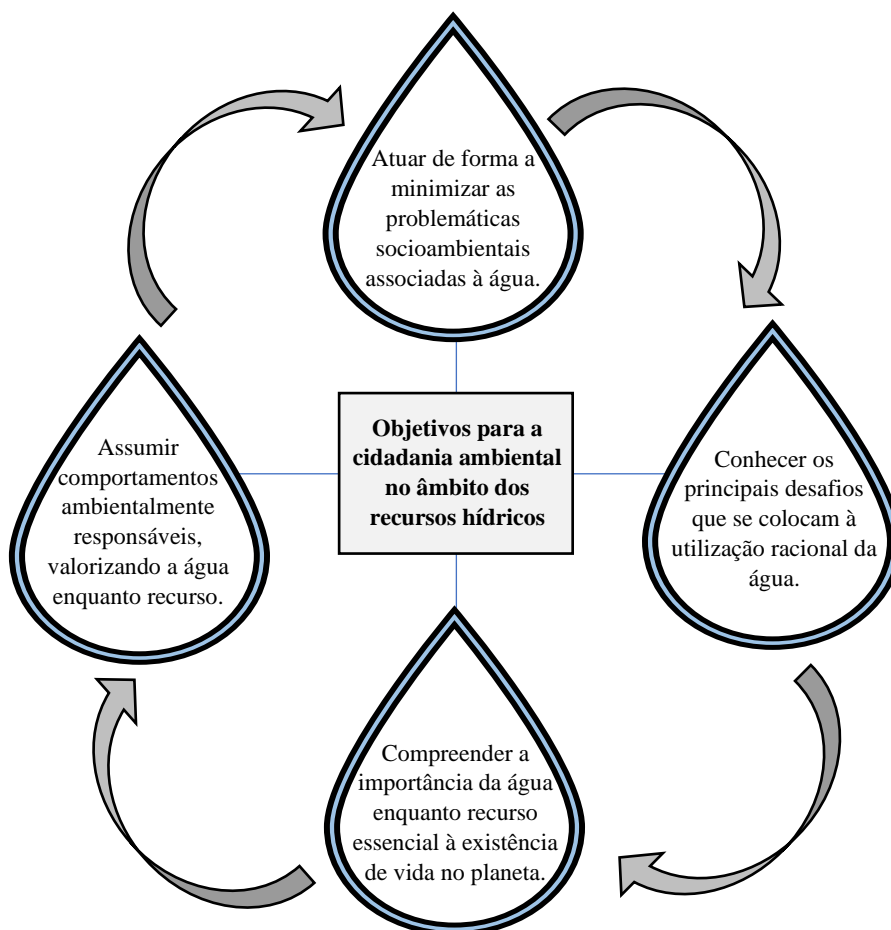 Atuar de forma a
minimizar as
problemáticas
socioambientais
associadas à água.
Objetivos para a
cidadania ambiental
no âmbito dos
recursos hídricos
Assumir
comportamentos
ambientalmente
responsáveis,
valorizando a água
enquanto recurso.
Conhecer os
principais desafios
que se colocam à
utilização racional da
água.
Compreender a
importância da água
enquanto recurso
essencial à existência
de vida no planeta.